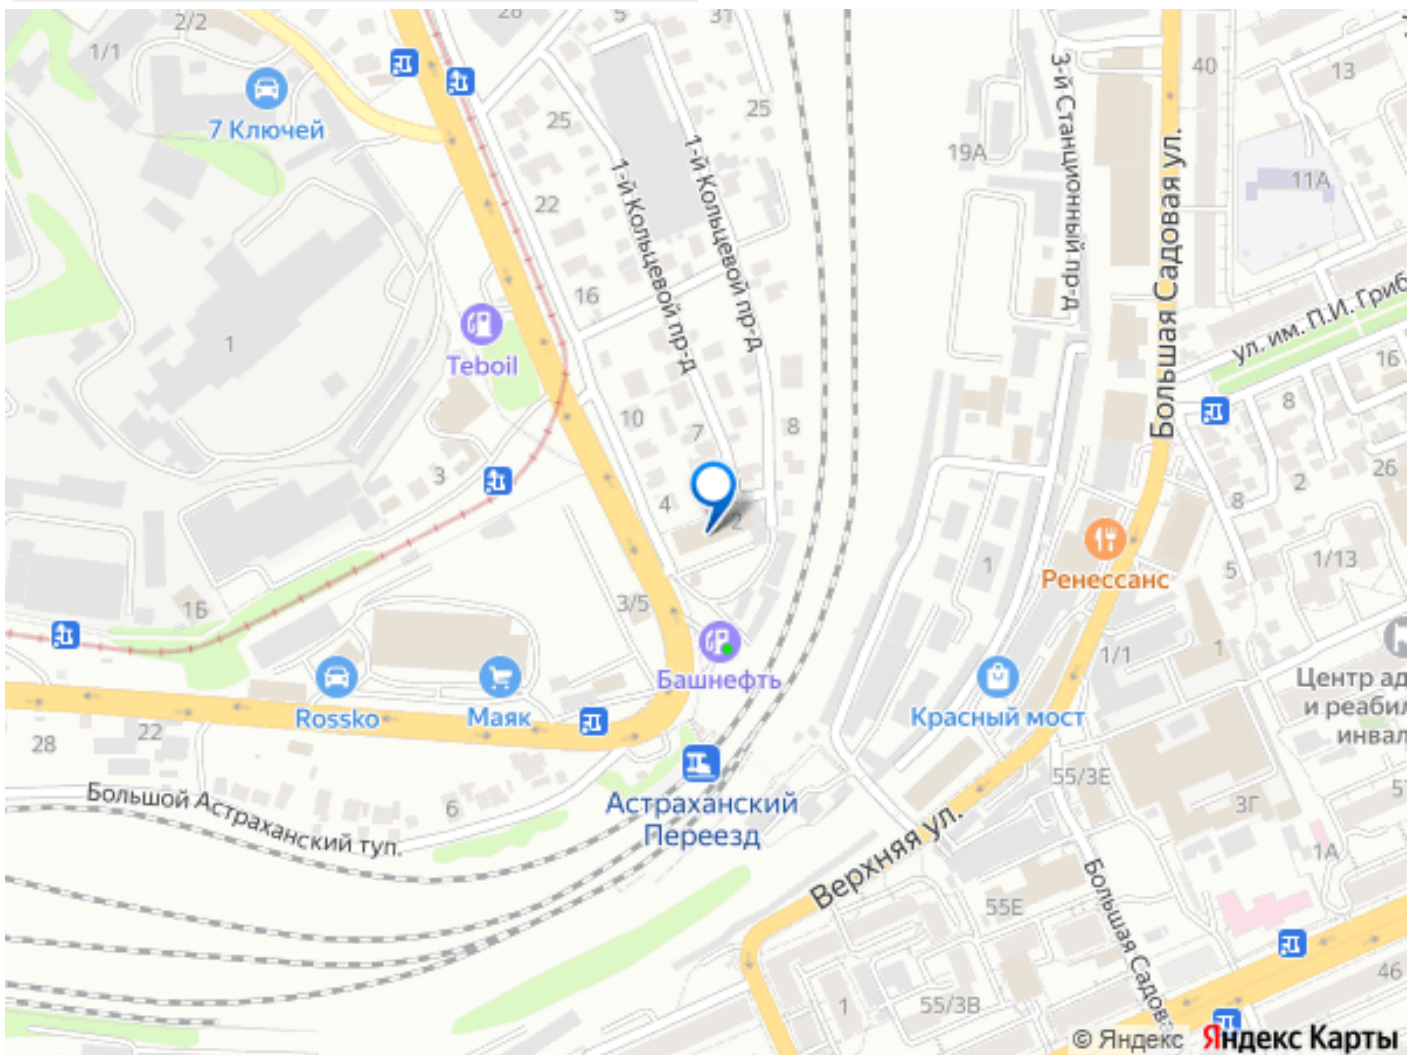 2/2
28
5
31
1/1
40
13
7 Ключей
25
25
3-й Станционный пр-д
19А
11А
1-й Кольцевой пр-д
1-й Кольцевой пр-д
22
Большая Садовая ул.
16
1
Teboil
ул. им. П.И. Гриб
16
10
7
8
8
3
26
4
2
8
2
Ренессанс
1
5
1/13
1Б
3/5
Башнефть
1/1
1
Центр ад
и реабил
инвал
Rossko
Маяк
Красный мост
28
22
Астраханский
Переезд
55/3Е
Большой Астраханский туп.
6
3Г
57
Верхняя ул.
1А
Большая Садов
55Е
46
1
55/3В
© Яндекс Яндекс Карты